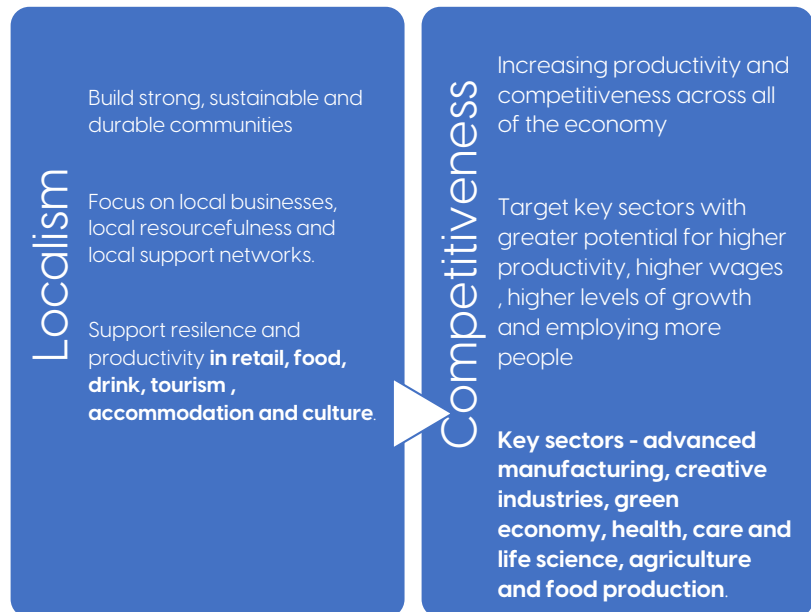 Localism
Build strong, sustainable and
durable communities
Focus on local businesses,
local resourcefulness and
local support networks.
Support resilence and
productivity in retail, food,
drink, tourism ,
accommodation and culture.
Competitiveness
Increasing productivity and
competitiveness across all
of the economy
Target key sectors with
greater potential for higher
productivity, higher wages
, higher levels of growth
and employing more
people
Key sectors - advanced
manufacturing, creative
industries, green
economy, health, care and
life science, agriculture
and food production.